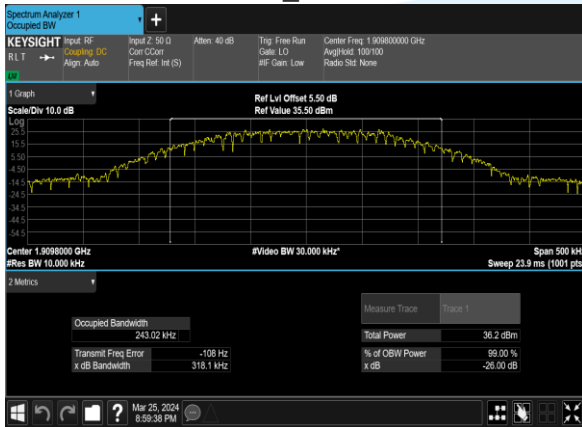 Spectrum Analyzer 1
Occupied BW
+
KEYSIGHT
RLT
Input: RF
Coupling: DC
Align: Auto
Input Z: 50 Ω
Corr CCorr
Freq Ref: Int (S)
Atten: 40 dB
Trig: Free Run
Gate: LO
#IF Gain: Low
Center Freq: 1.909800000 GHz
Avg|Hold: 100/100
Radio Std: None
1 Graph
Scale/Div 10.0 dB
Ref Lvl Offset 5.50 dB
Ref Value 35.50 dBm
Log
25.5
15.5
5.50
-4.50
-14.5
-24.5
-34.5
-44.5
-54.5
Center 1.9098000 GHz
#Video BW 30.000 kHz*
Span 500 kH
#Res BW 10.000 kHz
Sweep 23.9 ms (1001 pts
2 Metrics
Measure Trace Trace 1
Occupied Bandwidth
243.02 kHz
Total Power 36.2 dBm
Transmit Freq Error -108 Hz
% of OBW Power 99.00 %
x dB Bandwidth 318.1 kHz
x dB -26.00 dB
?
Mar 25, 2024
8:59:38 PM